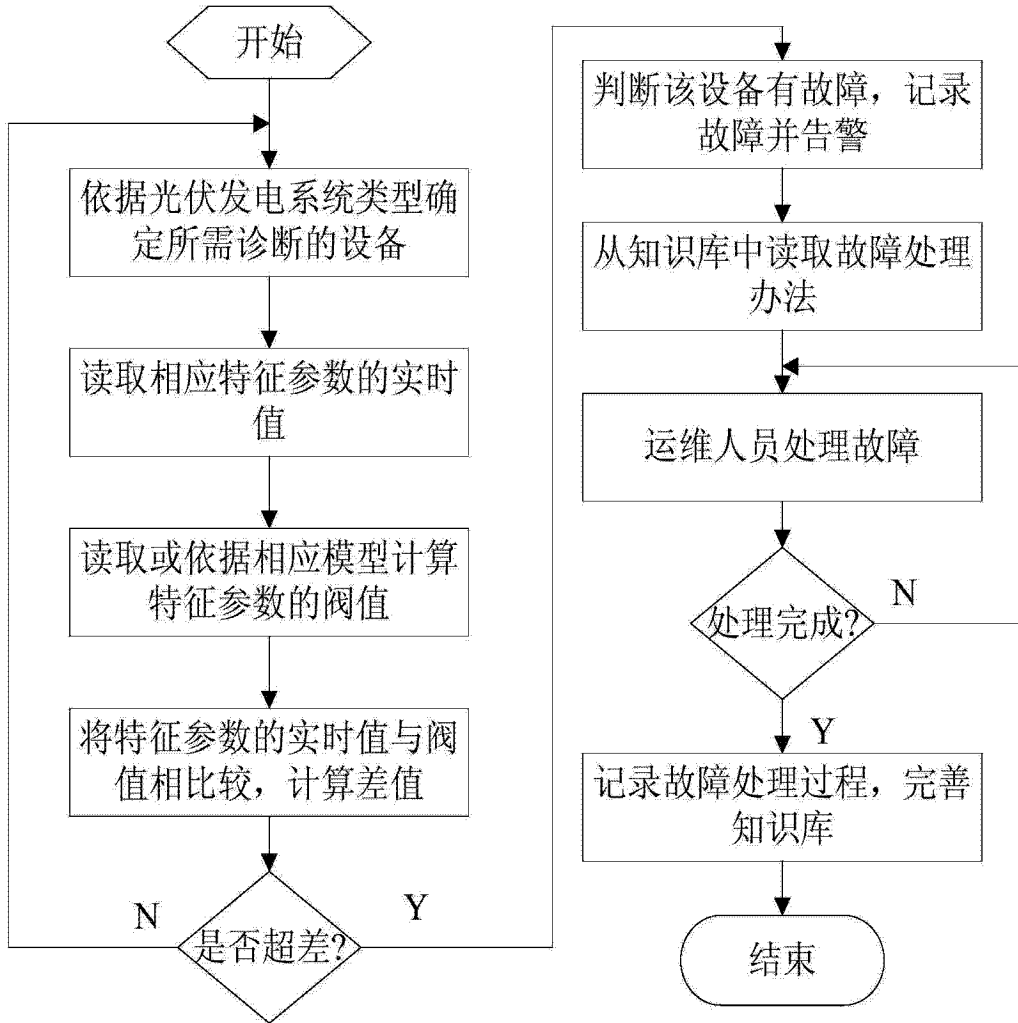 开始
依据光伏发电系统类型确
定所需诊断的设备
读取相应特征参数的实时
值
读取或依据相应模型计算
特征参数的阀值
将特征参数的实时值与阀
值相比较，计算差值
N
Y
是否超差?
判断该设备有故障，记录
故障并告警
从知识库中读取故障处理
办法
运维人员处理故障
N
处理完成?
Y
记录故障处理过程，完善
知识库
结束